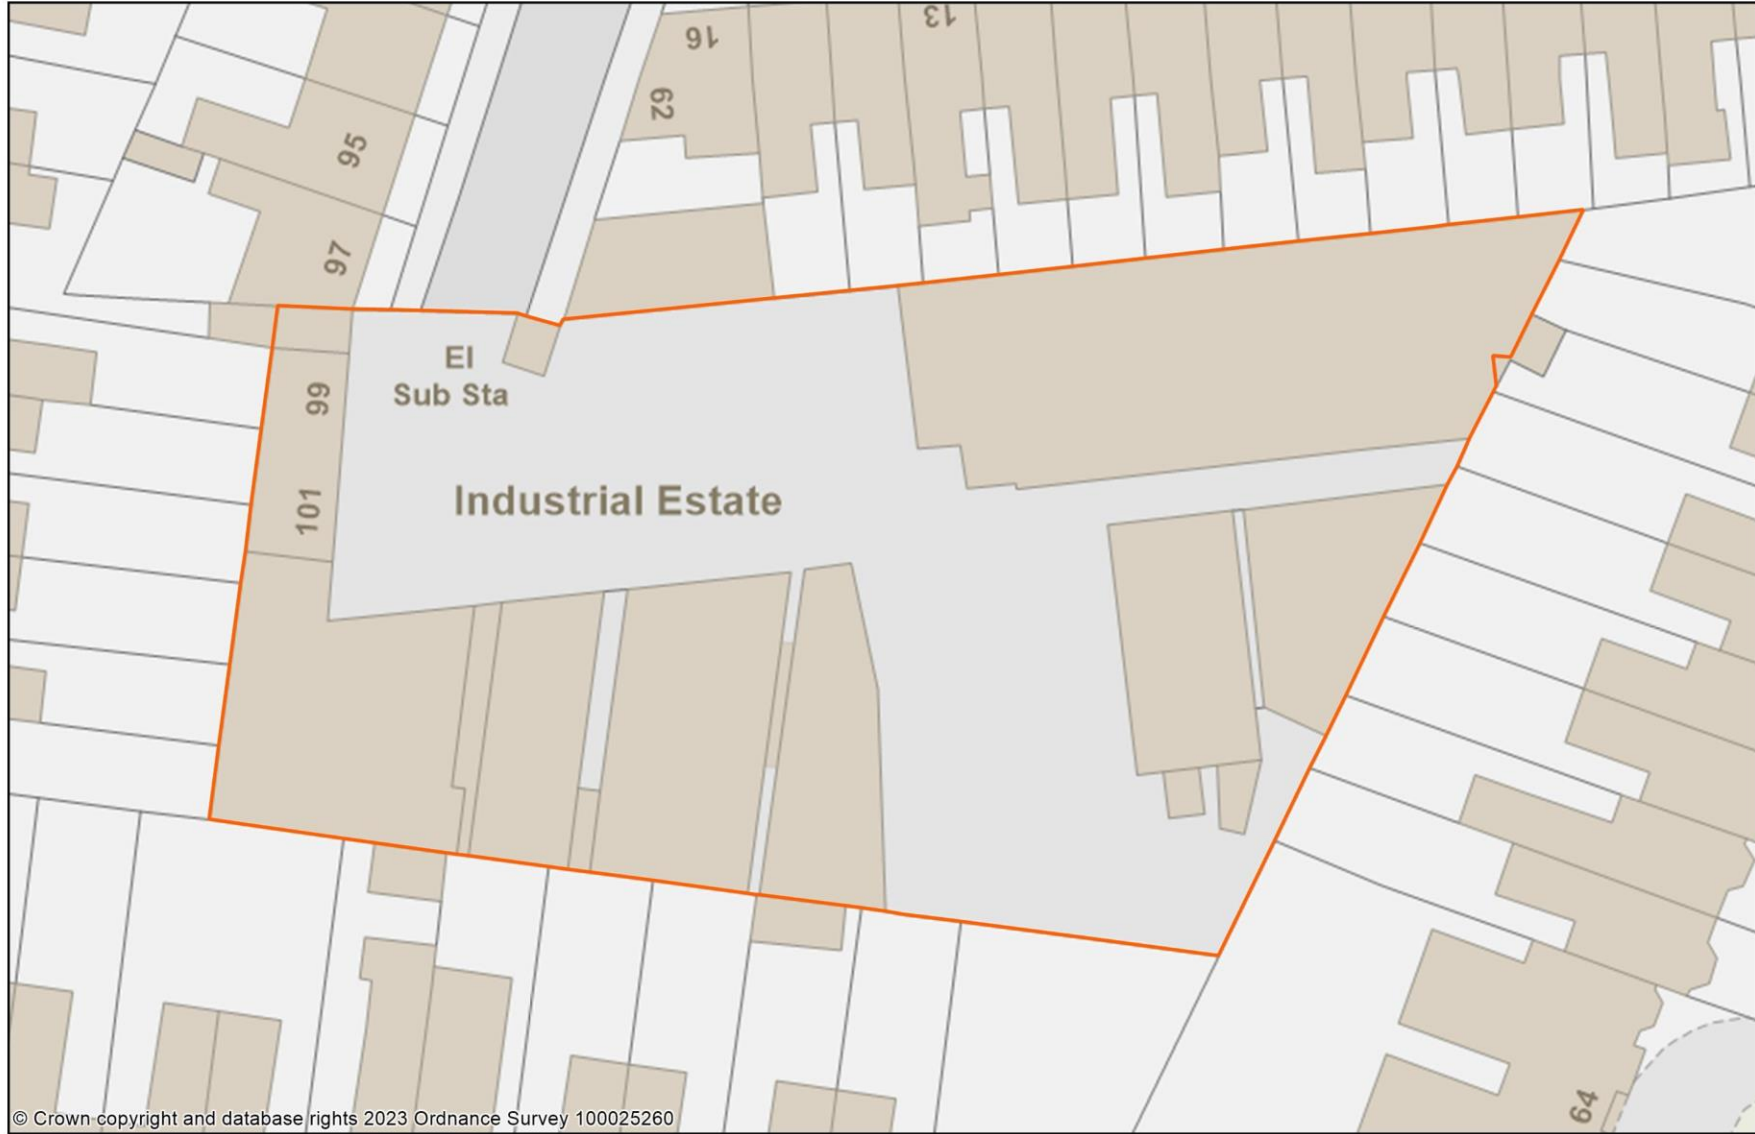 16
13
62
95
97
El
Sub Sta
99
101
Industrial Estate
64
© Crown copyright and database rights 2023 Ordnance Survey 100025260